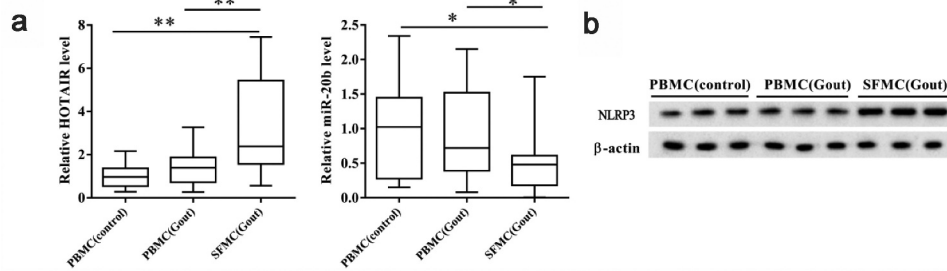 a
Relative HOTAIR level
8
6
4
2
0
**
**
PBMC(control)
PBMC(Gout)
SFMC(Gout)
Relative miR-20b level
2.5
2.0
1.5
1.0
0.5
0.0
*
*
PBMC(control)
PBMC(Gout)
SFMC(Gout)
b
PBMC(control) PBMC(Gout) SFMC(Gout)
NLRP3
β-actin